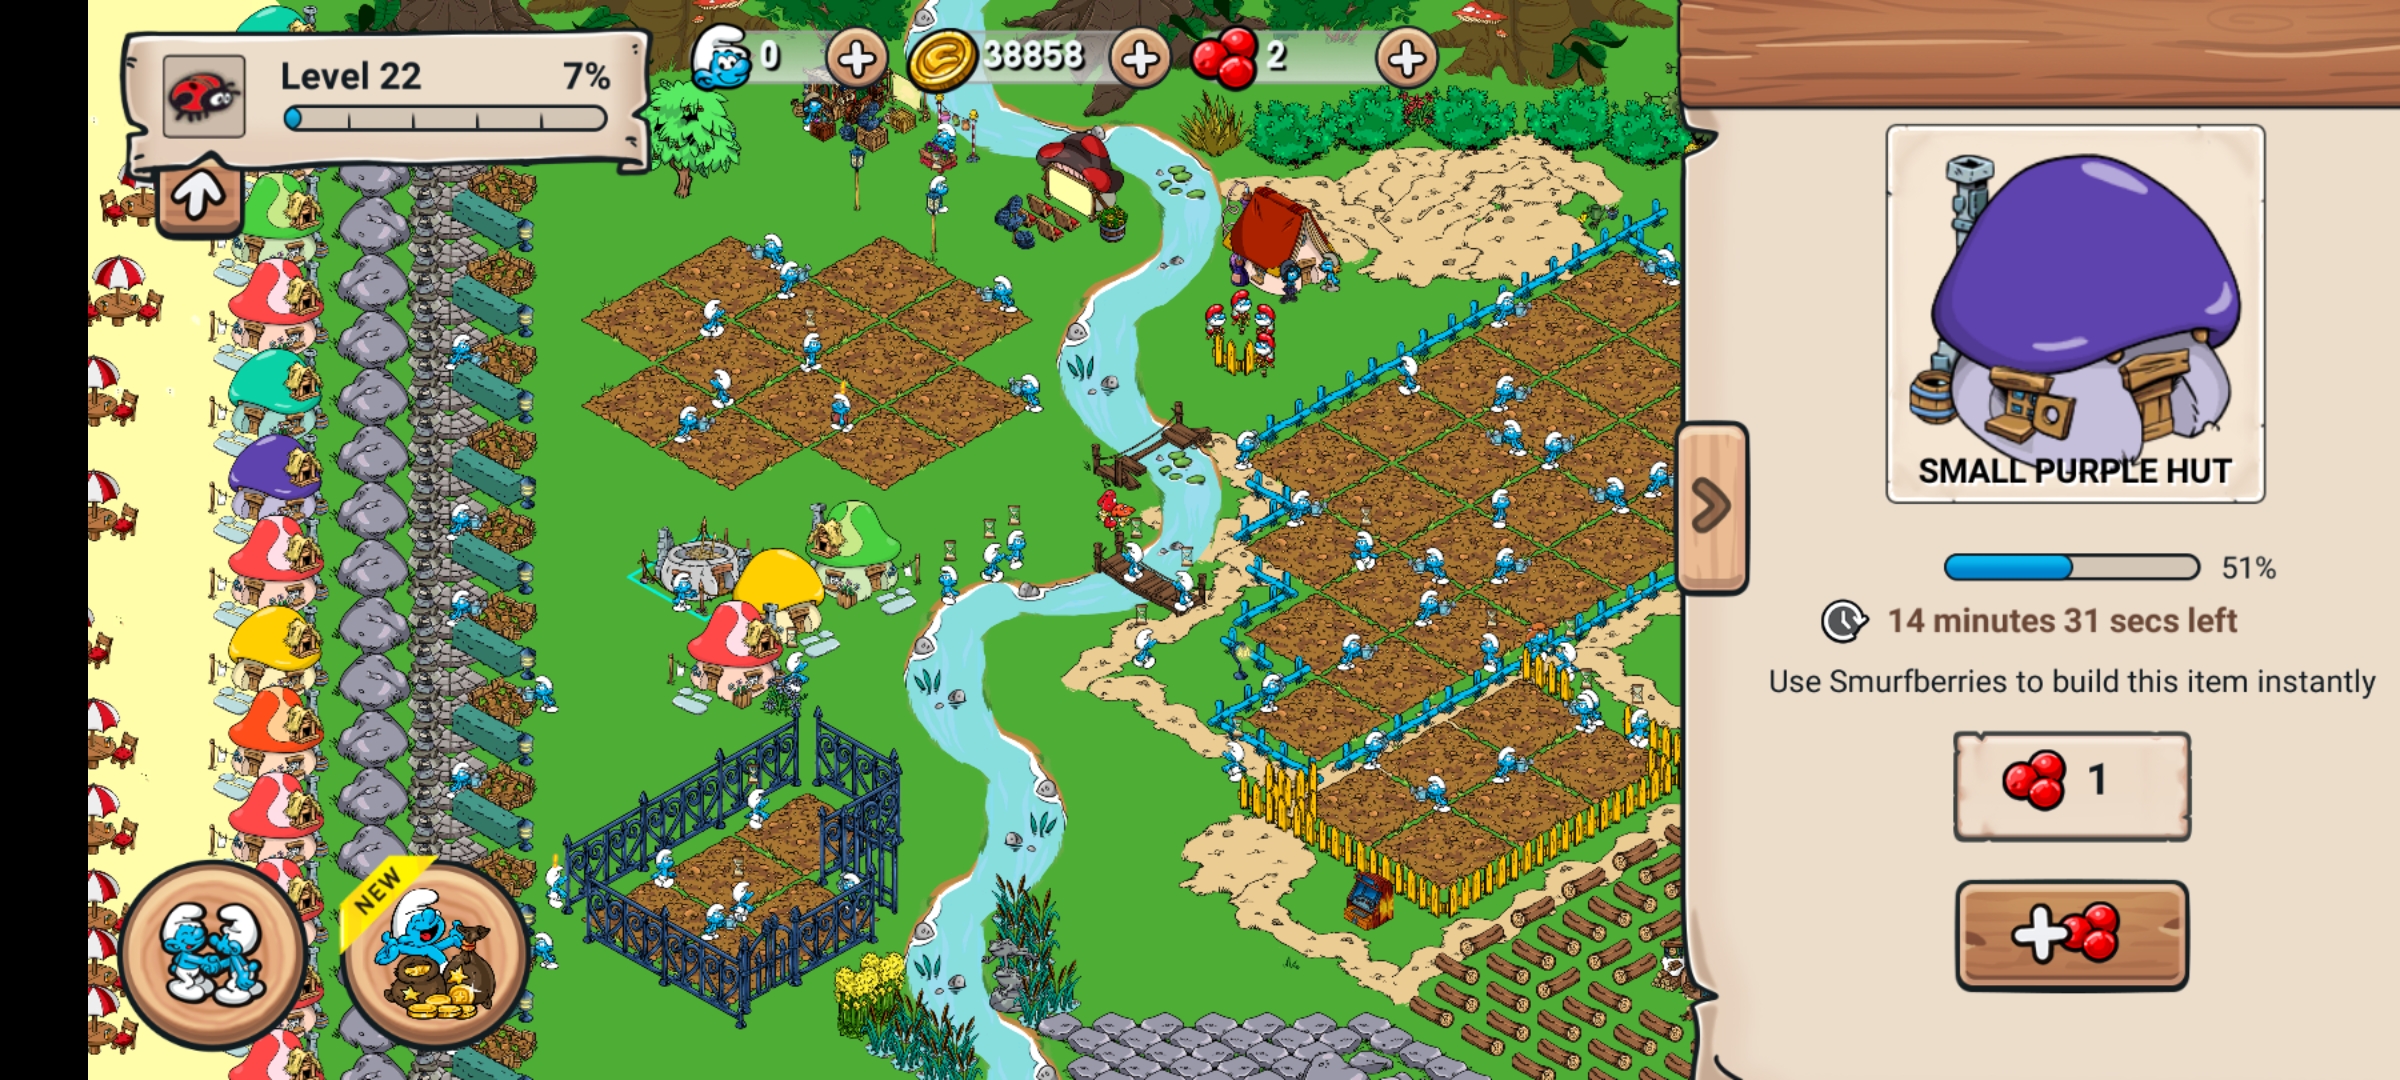 Level 22 7%
0
38858
2
SMALL PURPLE HUT
51%
14 minutes 31 secs left
Use Smurfberries to build this item instantly
1
NEW